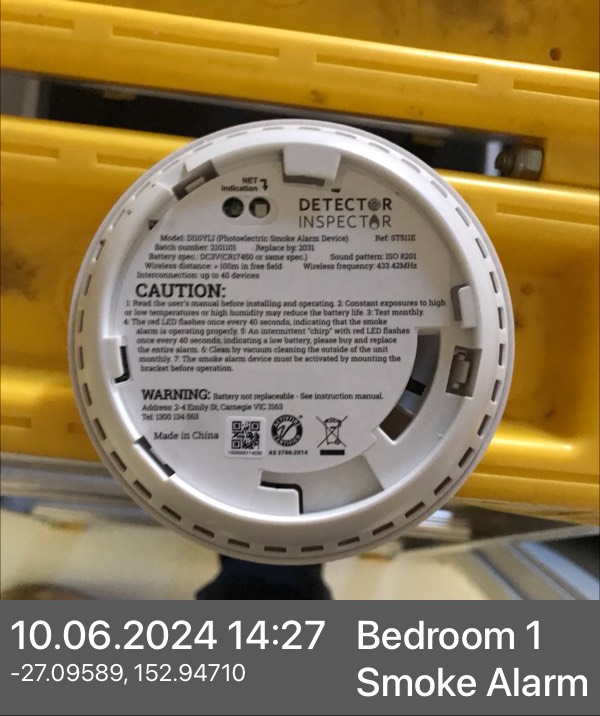 NET
Indication
DETECTOR
INSPECTOR
Model: DI10YLI (Photoelectric Smoke Alarm Device) Ref: ST511E
Batch number: 2101101 Replace by: 2031
Battery spec.: DC3V(CR17450 or same spec.) Sound pattern: ISO 8201
Wireless distance: > 100m in free field Wireless frequency: 433.42MHz
Interconnection: up to 40 devices
CAUTION:
1: Read the user's manual before installing and operating. 2: Constant exposures to high
or low temperatures or high humidity may reduce the battery life. 3: Test monthly.
4: The red LED flashes once every 40 seconds, indicating that the smoke
alarm is operating properly. 5: An intermittent "chirp" with red LED flashes
once every 40 seconds, indicating a low battery, please buy and replace
the entire alarm. 6: Clean by vacuum cleaning the outside of the unit
monthly. 7: The smoke alarm device must be activated by mounting the
bracket before operation.
WARNING: Battery not replaceable - See instruction manual.
Address: 2-4 Emily St, Carnegie VIC 3163
Tel: 1300 134 563
Made in China
AS 3786:2014
10.06.2024 14:27
-27.09589, 152.94710
Bedroom 1
Smoke Alarm